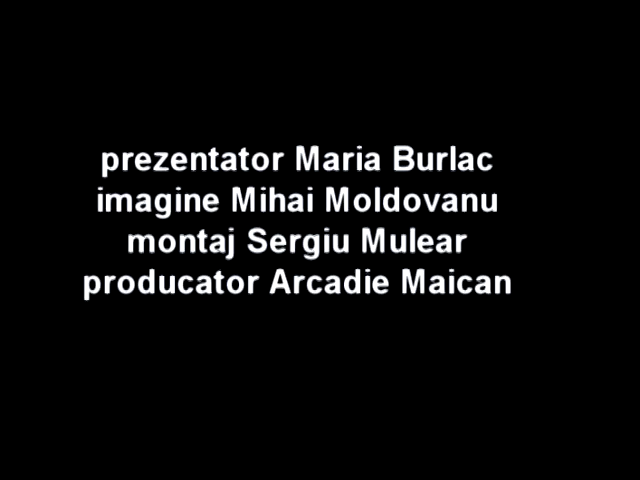 prezentator Maria Burlac
imagine Mihai Moldovanu
montaj Sergiu Mulear
producator Arcadie Maican